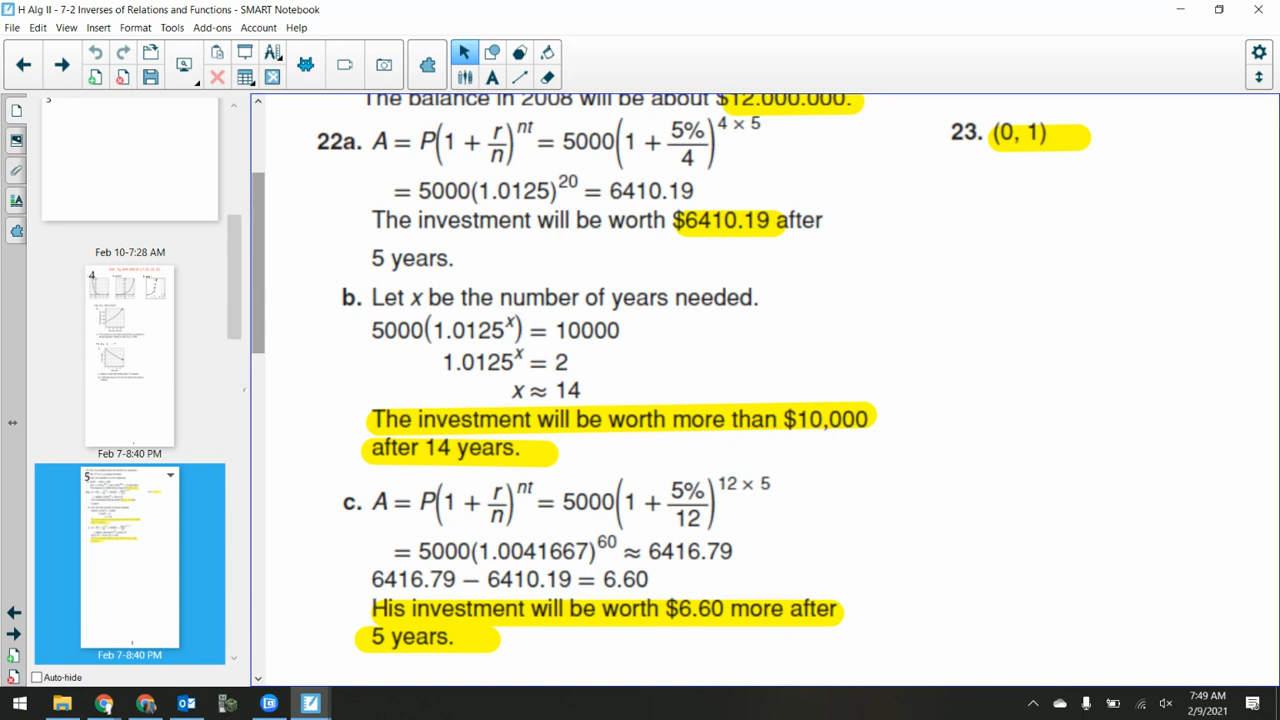 H Alg II - 7-2 Inverses of Relations and Functions - SMART Notebook
File Edit View Insert Format Tools Add-ons Account Help
The balance in 2008 will be about $12.000.000.
22a. A = P(1 + r/n)^nt = 5000(1 + 5%/4)^4 × 5
23. (0, 1)
= 5000(1.0125)^20 = 6410.19
The investment will be worth $6410.19 after
5 years.
b. Let x be the number of years needed.
5000(1.0125^x) = 10000
1.0125^x = 2
x ≈ 14
The investment will be worth more than $10,000
after 14 years.
c. A = P(1 + r/n)^nt = 5000(1 + 5%/12)^12 × 5
= 5000(1.0041667)^60 ≈ 6416.79
6416.79 − 6410.19 = 6.60
His investment will be worth $6.60 more after
5 years.
Feb 10-7:28 AM
4
Feb 7-8:40 PM
5
Feb 7-8:40 PM
Auto-hide
7:49 AM
2/9/2021